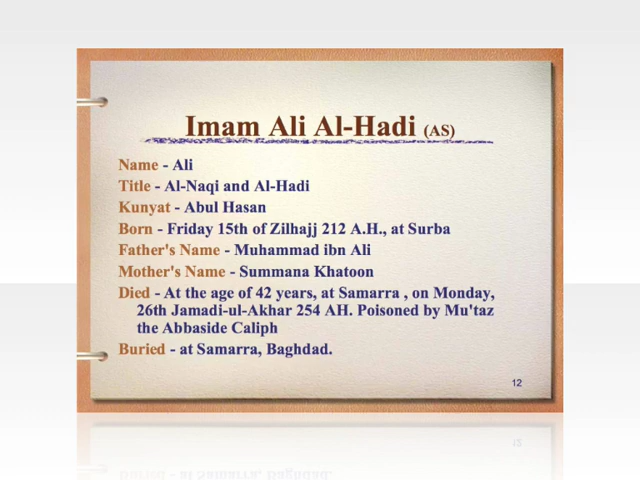 Imam Ali Al-Hadi (AS)
Name - Ali
Title - Al-Naqi and Al-Hadi
Kunyat - Abul Hasan
Born - Friday 15th of Zilhajj 212 A.H., at Surba
Father's Name - Muhammad ibn Ali
Mother's Name - Summana Khatoon
Died - At the age of 42 years, at Samarra , on Monday,
26th Jamadi-ul-Akhar 254 AH. Poisoned by Mu'taz
the Abbaside Caliph
Buried - at Samarra, Baghdad.
12